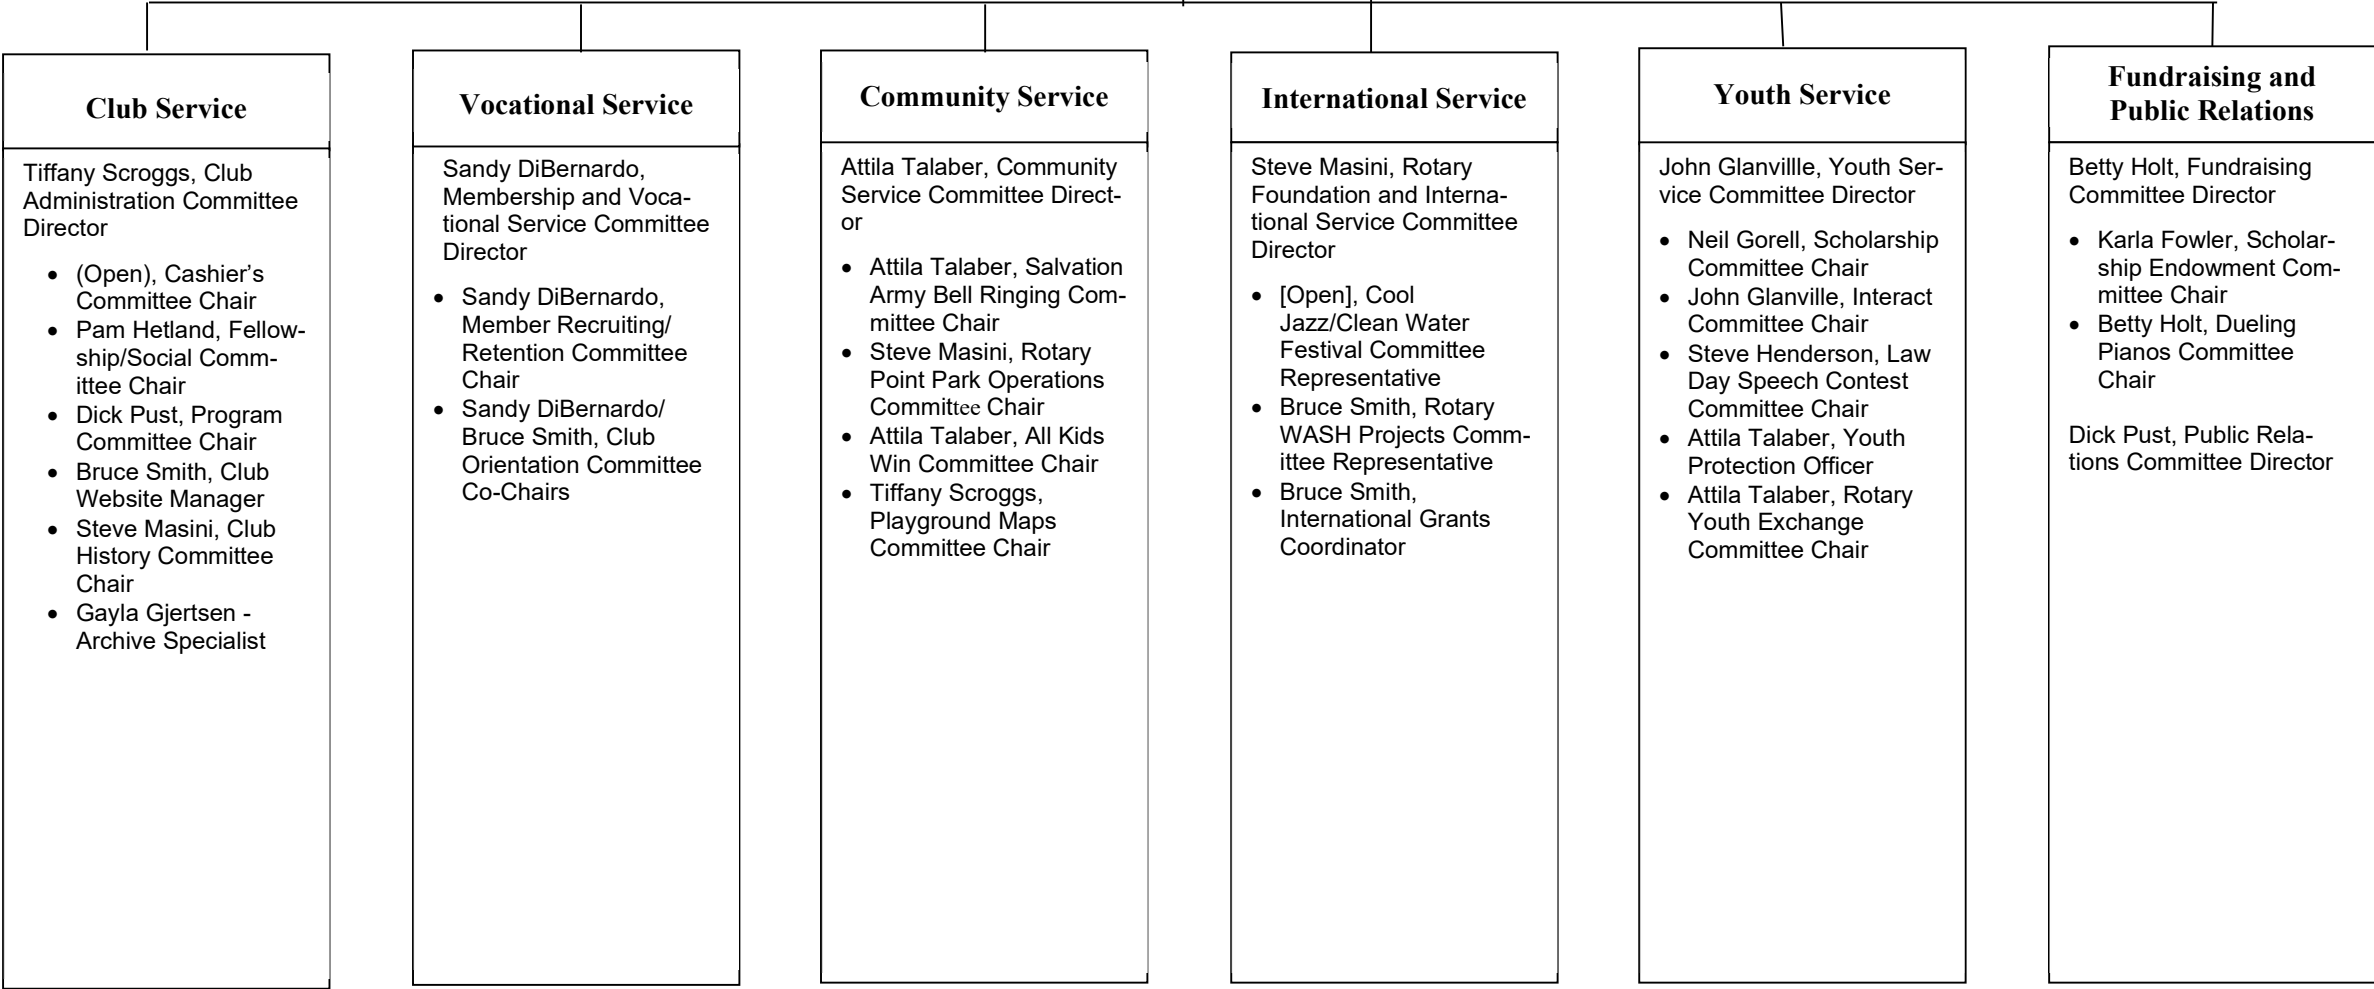 Club Service
Tiffany Scroggs, Club
Administration Committee
Director
• (Open), Cashier’s
Committee Chair
• Pam Hetland, Fellow-
ship/Social Comm-
ittee Chair
• Dick Pust, Program
Committee Chair
• Bruce Smith, Club
Website Manager
• Steve Masini, Club
History Committee
Chair
• Gayla Gjertsen -
Archive Specialist
Vocational Service
Sandy DiBernardo,
Membership and Voca-
tional Service Committee
Director
• Sandy DiBernardo,
Member Recruiting/
Retention Committee
Chair
• Sandy DiBernardo/
Bruce Smith, Club
Orientation Committee
Co-Chairs
Community Service
Attila Talaber, Community
Service Committee Direct-
or
• Attila Talaber, Salvation
Army Bell Ringing Com-
mittee Chair
• Steve Masini, Rotary
Point Park Operations
Committee Chair
• Attila Talaber, All Kids
Win Committee Chair
• Tiffany Scroggs,
Playground Maps
Committee Chair
International Service
Steve Masini, Rotary
Foundation and Interna-
tional Service Committee
Director
• [Open], Cool
Jazz/Clean Water
Festival Committee
Representative
• Bruce Smith, Rotary
WASH Projects Comm-
ittee Representative
• Bruce Smith,
International Grants
Coordinator
Youth Service
John Glanvillle, Youth Ser-
vice Committee Director
• Neil Gorell, Scholarship
Committee Chair
• John Glanville, Interact
Committee Chair
• Steve Henderson, Law
Day Speech Contest
Committee Chair
• Attila Talaber, Youth
Protection Officer
• Attila Talaber, Rotary
Youth Exchange
Committee Chair
Fundraising and
Public Relations
Betty Holt, Fundraising
Committee Director
• Karla Fowler, Scholar-
ship Endowment Com-
mittee Chair
• Betty Holt, Dueling
Pianos Committee
Chair
Dick Pust, Public Rela-
tions Committee Director